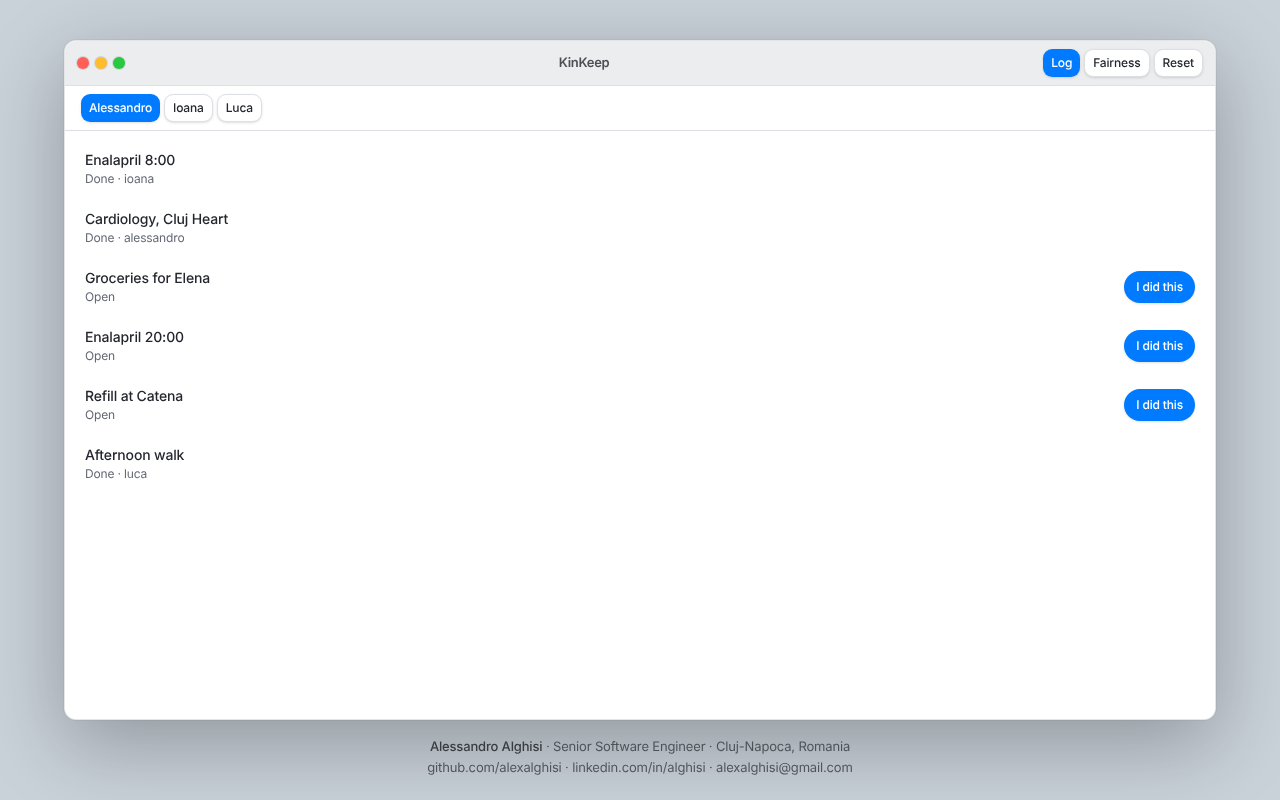 KinKeep
Log Fairness Reset
Alessandro Ioana Luca
Enalapril 8:00
Done · ioana
Cardiology, Cluj Heart
Done · alessandro
Groceries for Elena
Open
I did this
Enalapril 20:00
Open
I did this
Refill at Catena
Open
I did this
Afternoon walk
Done · luca
Alessandro Alghisi · Senior Software Engineer · Cluj-Napoca, Romania
github.com/alexalghisi · linkedin.com/in/alghisi · alexalghisi@gmail.com